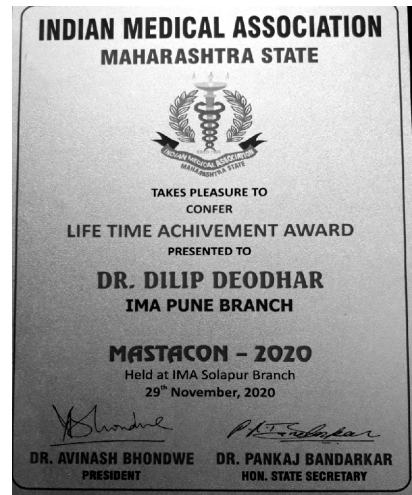 INDIAN MEDICAL ASSOCIATION
MAHARASHTRA STATE
INDIAN MEDICAL ASSOCIATION
MAHARASHTRA STATE
TAKES PLEASURE TO
CONFER
LIFE TIME ACHIVEMENT AWARD
PRESENTED TO
DR. DILIP DEODHAR
IMA PUNE BRANCH
MASTACON – 2020
Held at IMA Solapur Branch
29th November, 2020
DR. AVINASH BHONDWE DR. PANKAJ BANDARKAR
PRESIDENT HON. STATE SECRETARY